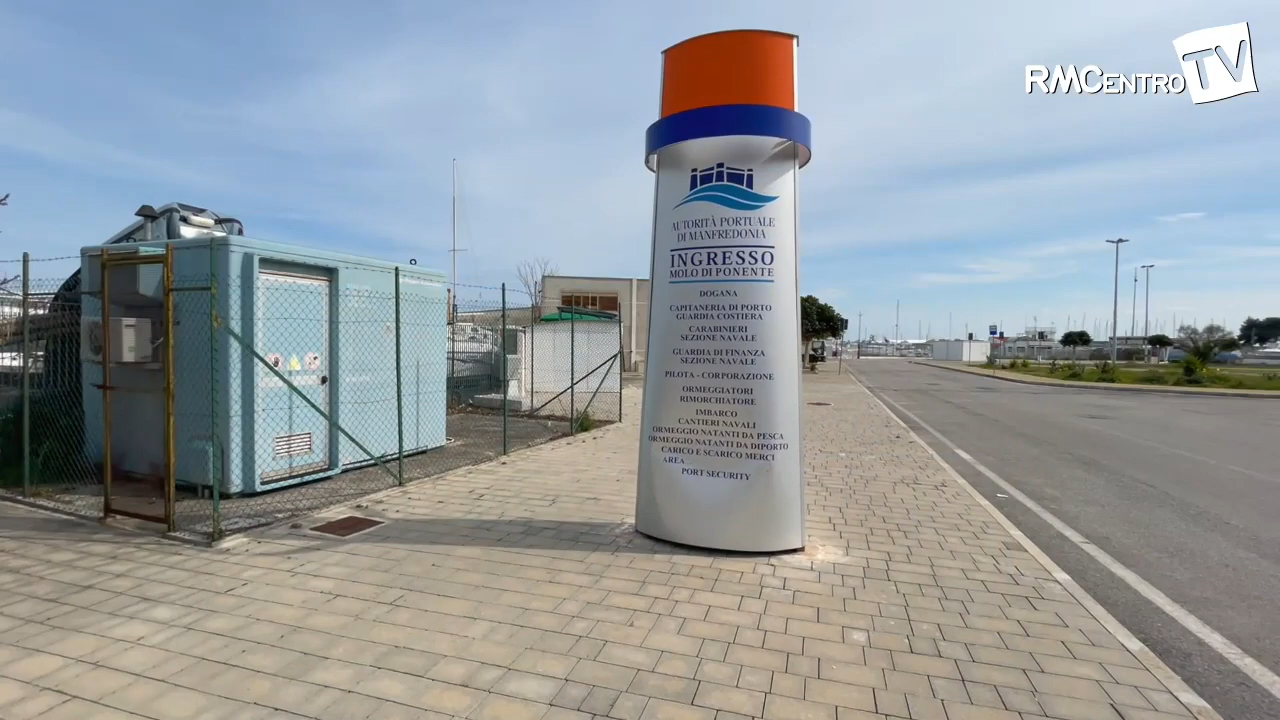 RMCentro TV
AUTORITÀ PORTUALE
DI MANFREDONIA
INGRESSO
MOLO DI PONENTE
DOGANA
CAPITANERIA DI PORTO
GUARDIA COSTIERA
CARABINIERI
SEZIONE NAVALE
GUARDIA DI FINANZA
SEZIONE NAVALE
PILOTA - CORPORAZIONE
ORMEGGIATORI
RIMORCHIATORE
IMBARCO
CANTIERI NAVALI
ORMEGGIO NATANTI DA PESCA
ORMEGGIO NATANTI DA DIPORTO
CARICO E SCARICO MERCI
AREA
PORT SECURITY